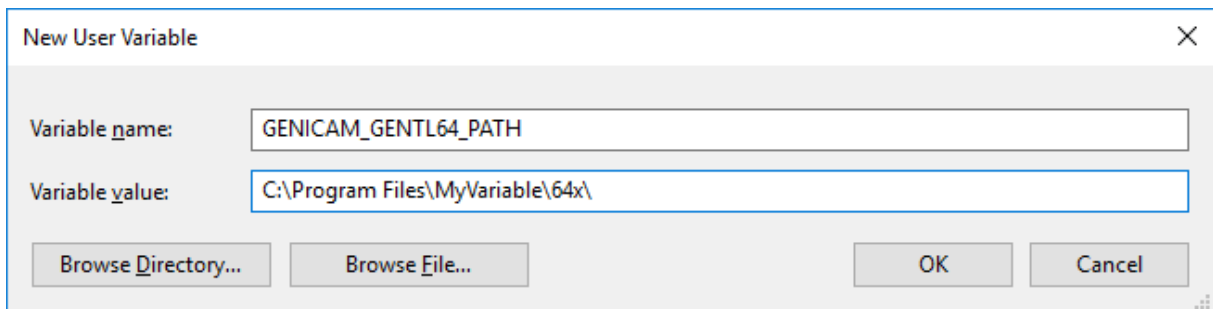 New User Variable
Variable name: GENICAM_GENTL64_PATH
Variable value: C:\Program Files\MyVariable\64x\
Browse Directory... Browse File... OK Cancel